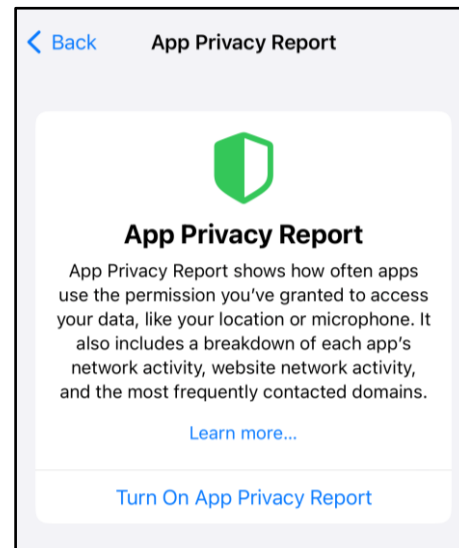 Back
App Privacy Report
App Privacy Report
App Privacy Report shows how often apps
use the permission you’ve granted to access
your data, like your location or microphone. It
also includes a breakdown of each app’s
network activity, website network activity,
and the most frequently contacted domains.
Learn more...
Turn On App Privacy Report